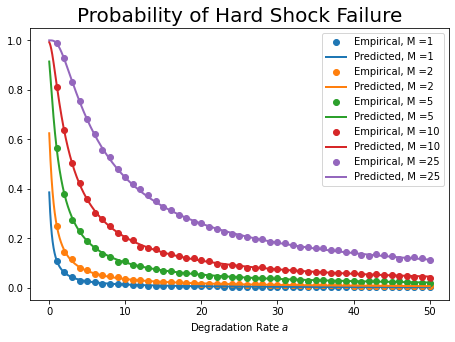 Probability of Hard Shock Failure
1.0
0.8
0.6
0.4
0.2
0.0
Empirical, M =1
Predicted, M =1
Empirical, M =2
Predicted, M =2
Empirical, M =5
Predicted, M =5
Empirical, M =10
Predicted, M =10
Empirical, M =25
Predicted, M =25
0 10 20 30 40 50
Degradation Rate a